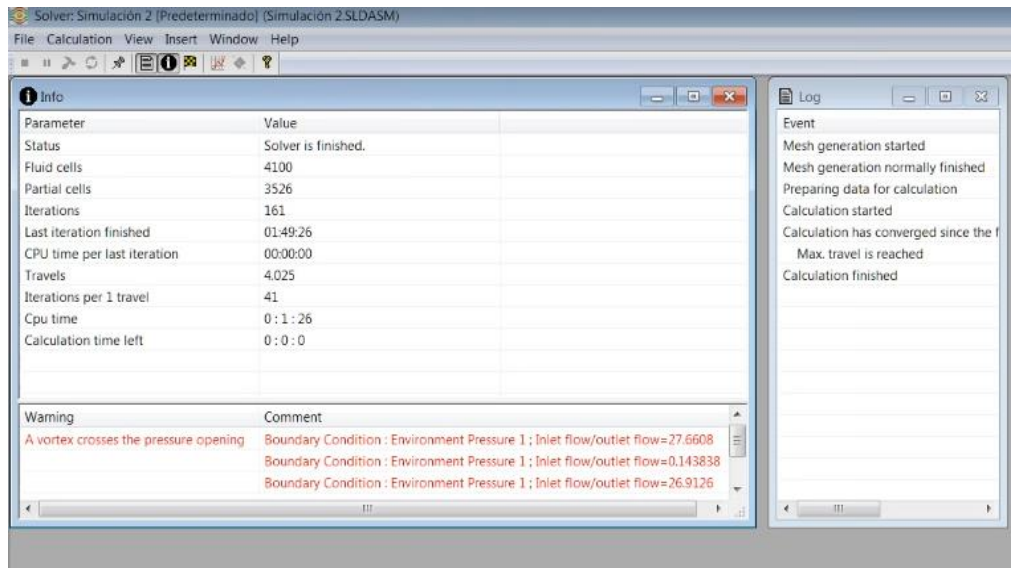 Solver: Simulación 2 [Predeterminado] (Simulación 2.SLDASM)
File Calculation View Insert Window Help
Info
Parameter Value
Status Solver is finished.
Fluid cells 4100
Partial cells 3526
Iterations 161
Last iteration finished 01:49:26
CPU time per last iteration 00:00:00
Travels 4.025
Iterations per 1 travel 41
Cpu time 0 : 1 : 26
Calculation time left 0 : 0 : 0
Warning Comment
A vortex crosses the pressure opening Boundary Condition : Environment Pressure 1 ; Inlet flow/outlet flow=27.6608
Boundary Condition : Environment Pressure 1 ; Inlet flow/outlet flow=0.143838
Boundary Condition : Environment Pressure 1 ; Inlet flow/outlet flow=26.9126
Log
Event
Mesh generation started
Mesh generation normally finished
Preparing data for calculation
Calculation started
Calculation has converged since the f
Max. travel is reached
Calculation finished